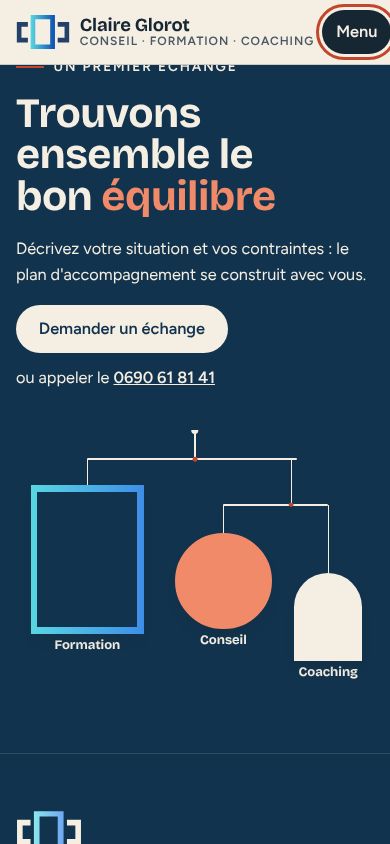 Claire Glorot
CONSEIL · FORMATION · COACHING
Menu
UN PREMIER ÉCHANGE
Trouvons
ensemble le
bon équilibre
Décrivez votre situation et vos contraintes : le
plan d'accompagnement se construit avec vous.
Demander un échange
ou appeler le 0690 61 81 41
Formation
Conseil
Coaching